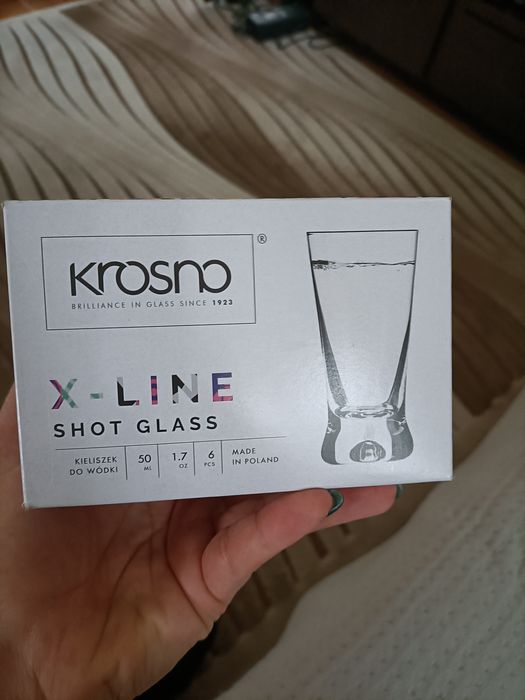 KROSNO ®
BRILLIANCE IN GLASS SINCE 1923
X-LINE
SHOT GLASS
KIELISZEK
DO WÓDKI
50
ML
1.7
OZ
6
PCS
MADE
IN POLAND